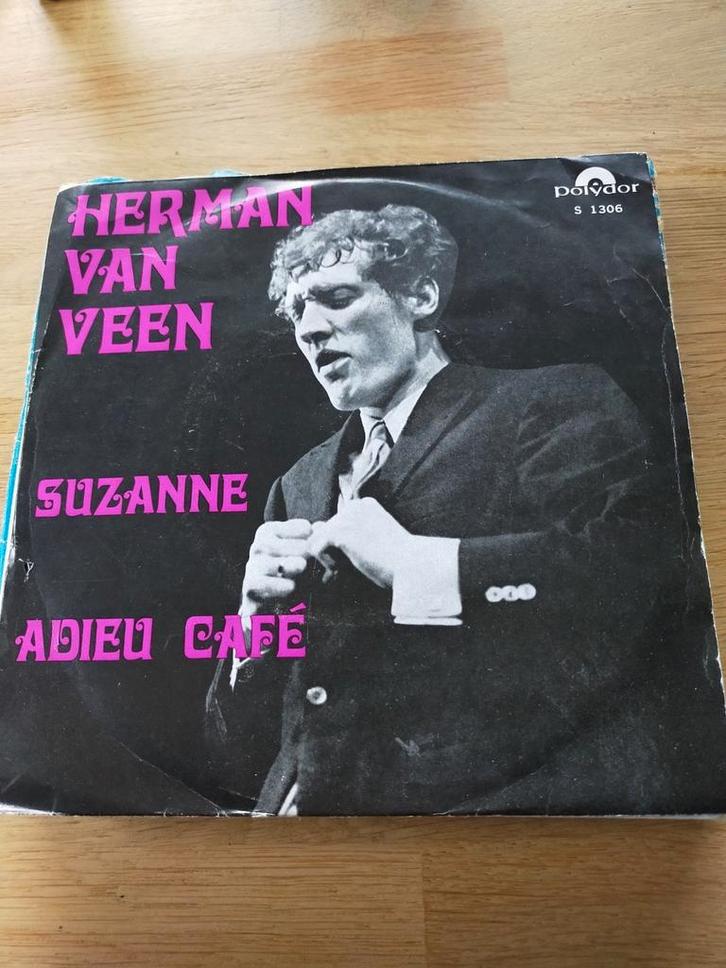 HERMAN
VAN
VEEN
polydor
S 1306
SUZANNE
ADIEU CAFÉ